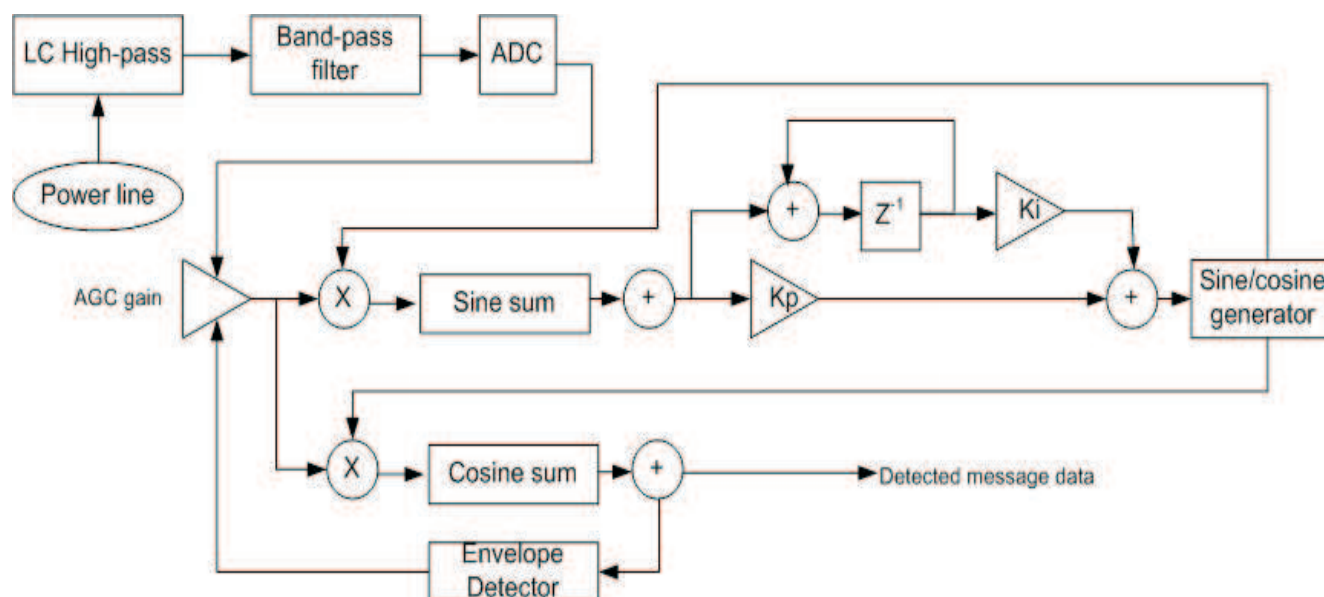 LC High-pass
Band-pass
filter
ADC
Power line
+
Z-1
Ki
AGC gain
X
Sine sum
+
Kp
+
Sine/cosine
generator
X
Cosine sum
+
Detected message data
Envelope
Detector